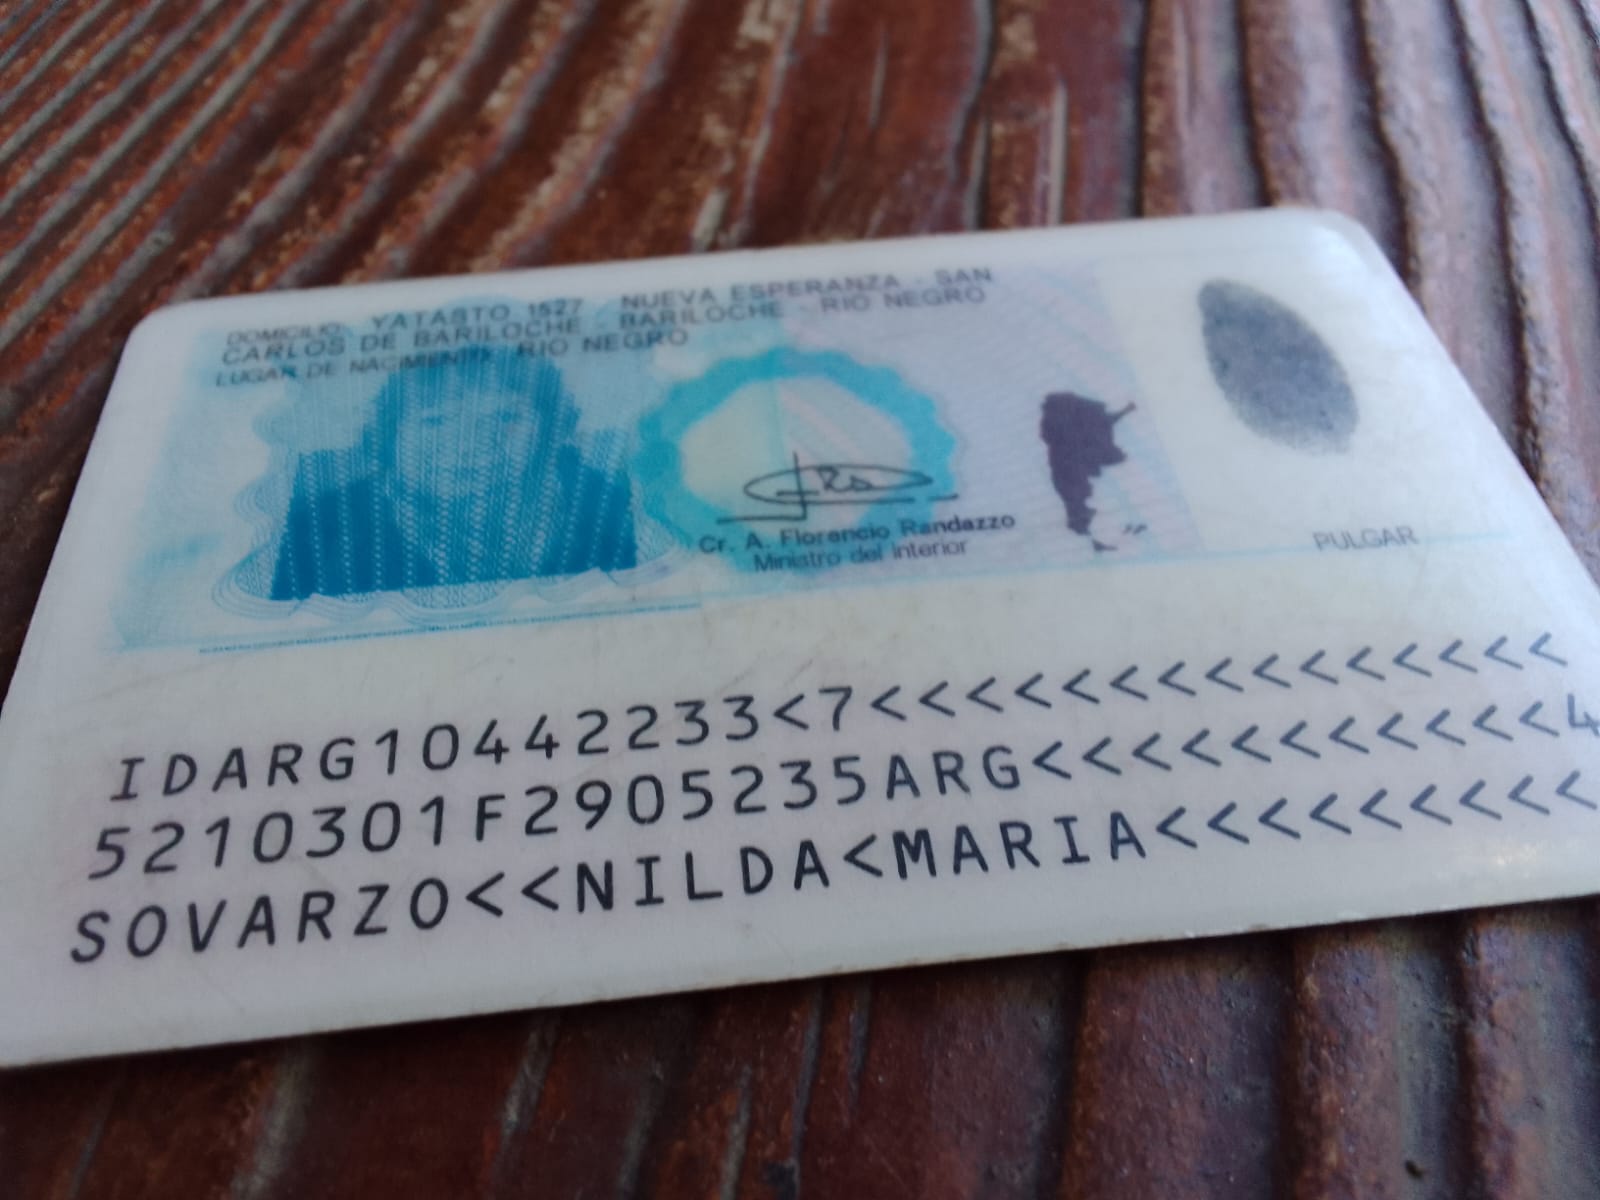 DOMICILIO: YATASTO 1527 NUEVA ESPERANZA - SAN
CARLOS DE BARILOCHE - BARILOCHE - RIO NEGRO
LUGAR DE NACIMIENTO: RIO NEGRO
Cr. A. Florencio Randazzo
Ministro del Interior
PULGAR
IDARG10442233<7<<<<<<<<<<<<<<<
5210301F2905235ARG<<<<<<<<<<<4
SOVARZO<<NILDA<MARIA<<<<<<<<<<